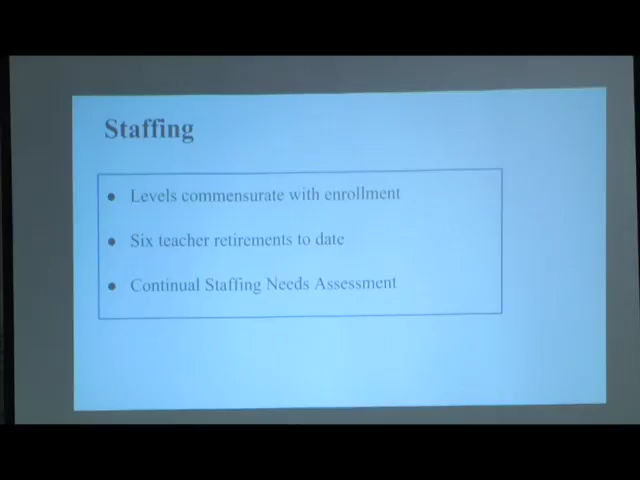 Staffing
● Levels commensurate with enrollment
● Six teacher retirements to date
● Continual Staffing Needs Assessment